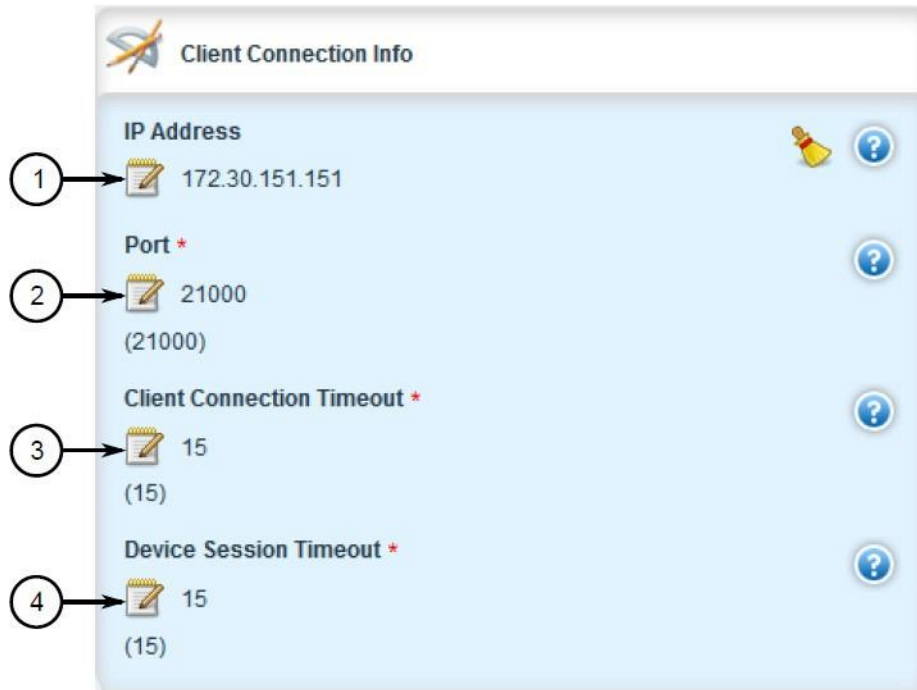 Client Connection Info
IP Address
1
172.30.151.151
Port *
2
21000
(21000)
Client Connection Timeout *
3
15
(15)
Device Session Timeout *
4
15
(15)